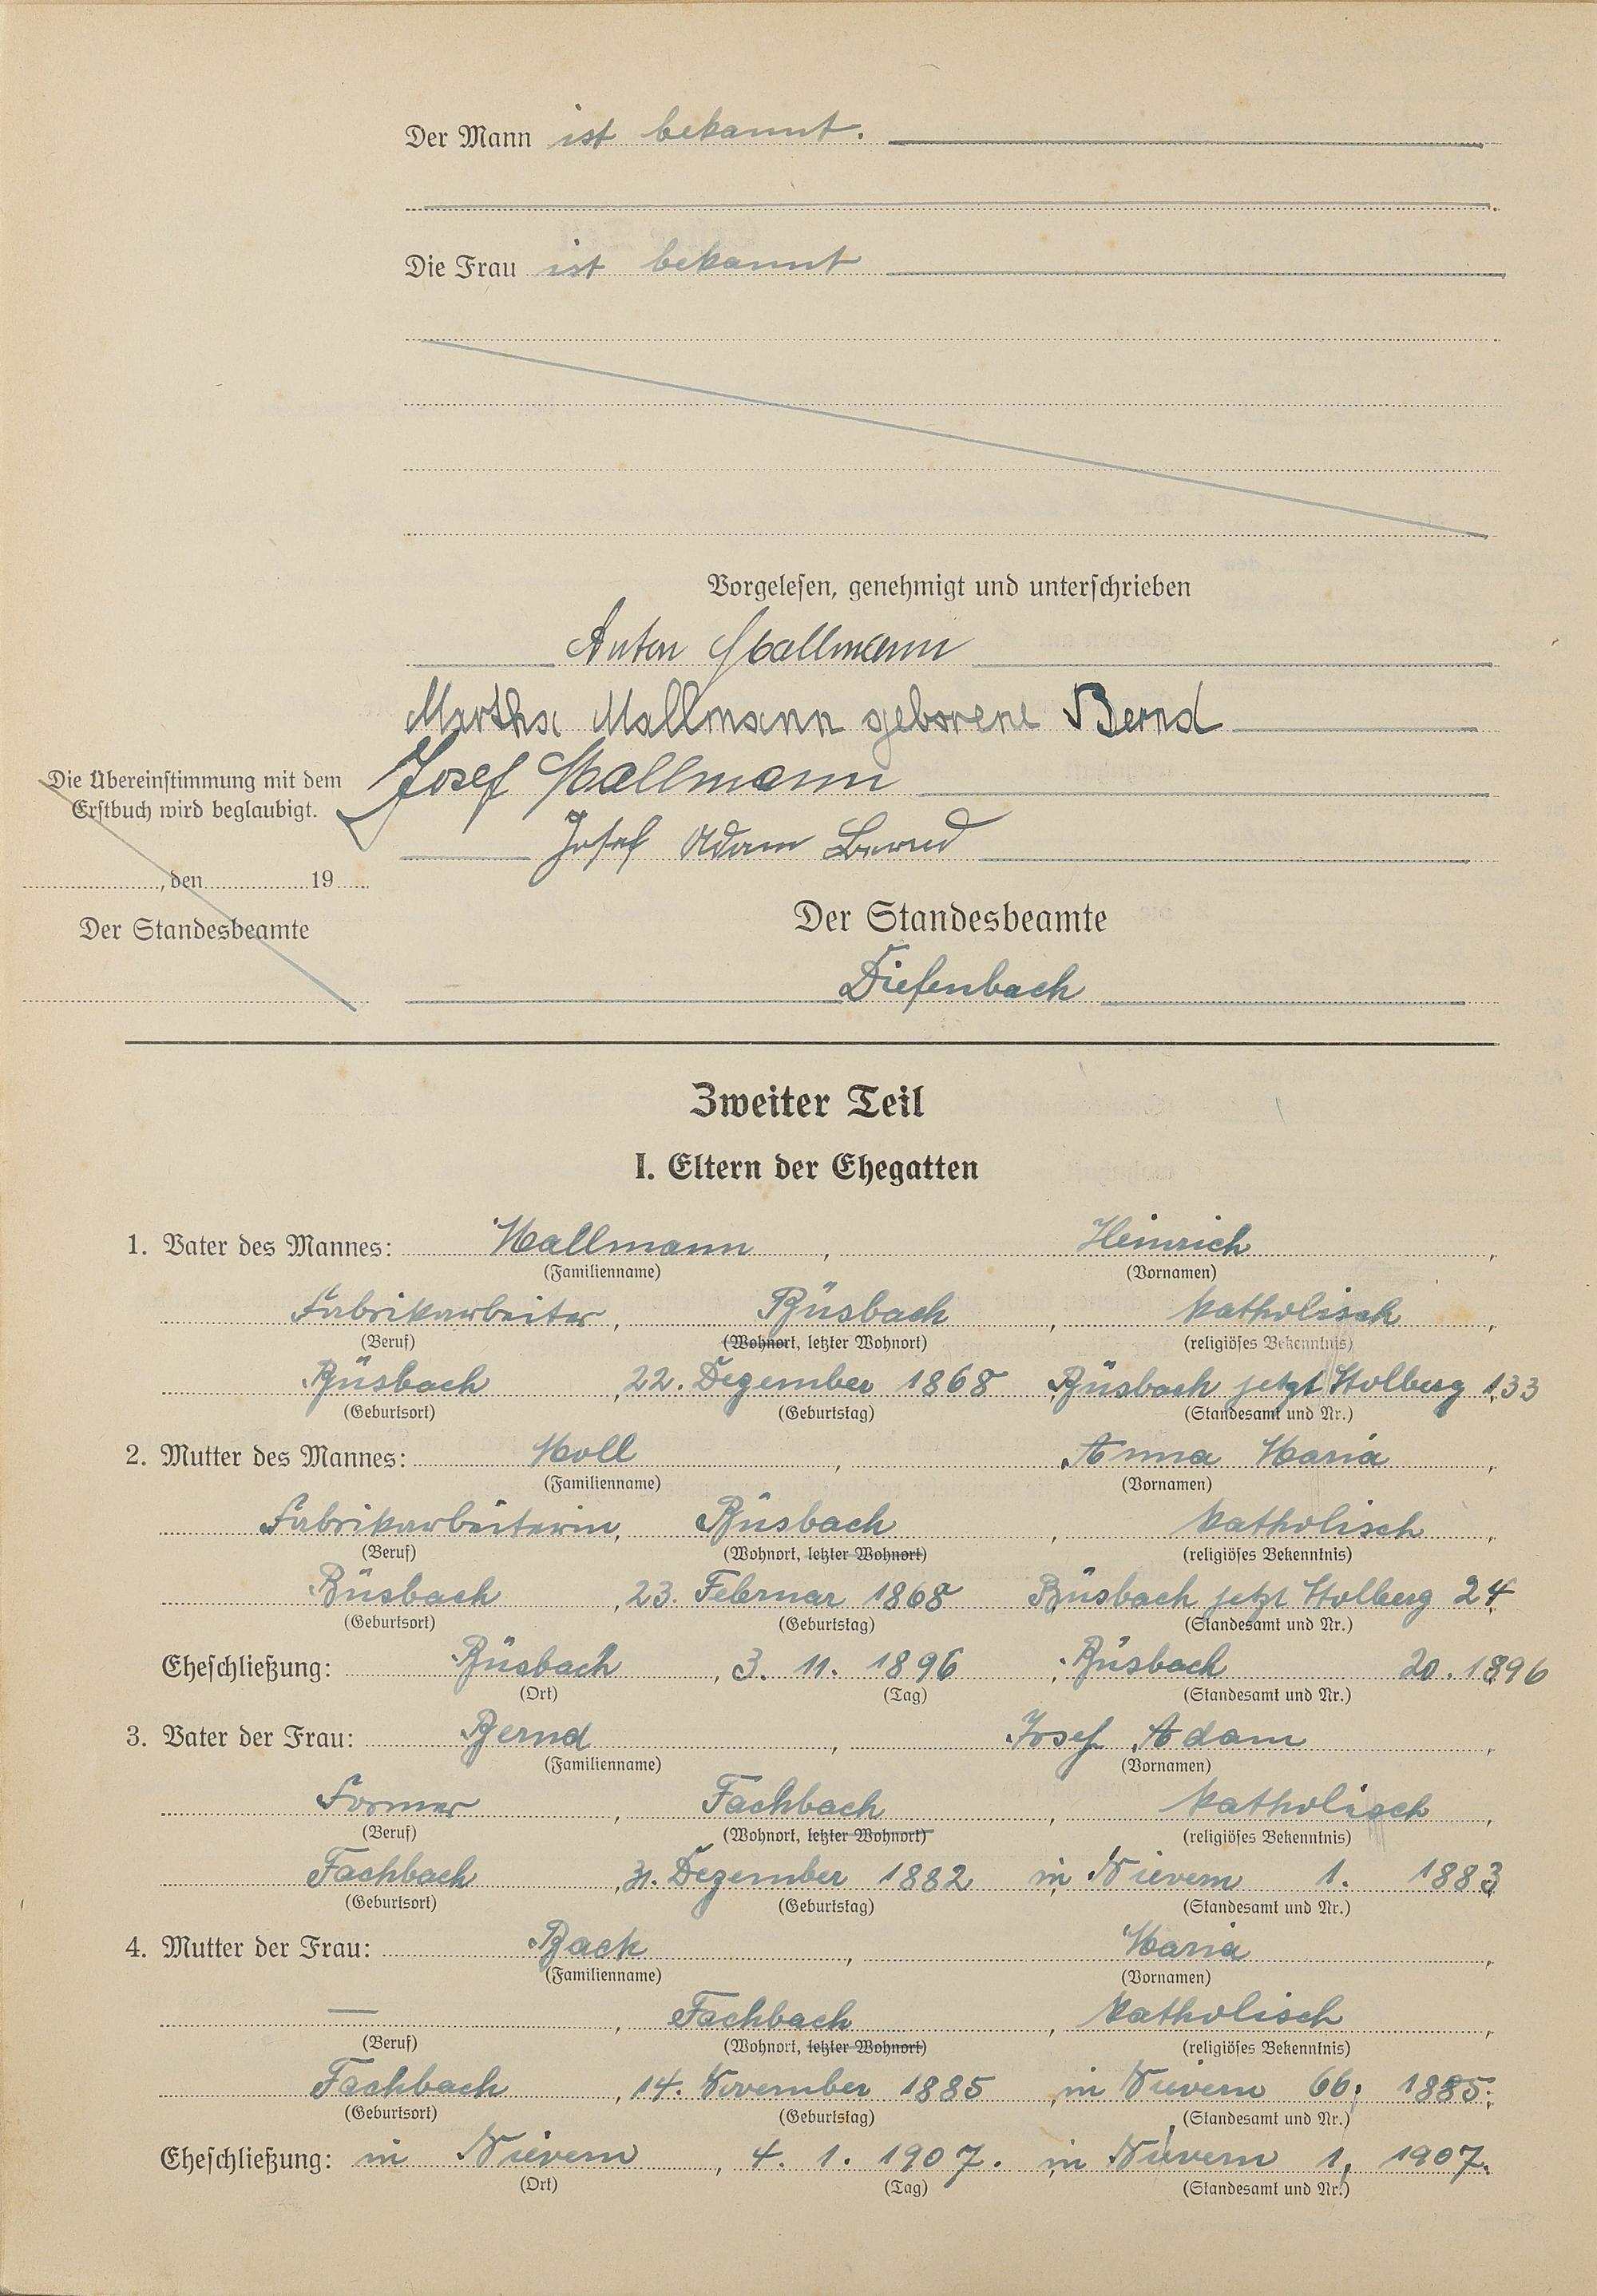 Der Mann ist bekannt.
Die Frau ist bekannt
Vorgelesen, genehmigt und unterschrieben
Anton Mallmann
Martha Mallmann geborene Bernd
Josef Mallmann
Josef Adam Bernd
Die Übereinstimmung mit dem
Erstbuch wird beglaubigt.
, den 19
Der Standesbeamte
Der Standesbeamte
Diefenbach
Zweiter Teil
I. Eltern der Ehegatten
1. Vater des Mannes: Mallmann, Heinrich,
(Familienname) (Vornamen)
Fabrikarbeiter, Büsbach, katholisch,
(Beruf) (Wohnort, letzter Wohnort) (religiöses Bekenntnis)
Büsbach, 22. Dezember 1868 Büsbach jetzt Stolberg 133
(Geburtsort) (Geburtstag) (Standesamt und Nr.)
2. Mutter des Mannes: Moll, Anna Maria,
(Familienname) (Vornamen)
Fabrikarbeiterin, Büsbach, katholisch,
(Beruf) (Wohnort, letzter Wohnort) (religiöses Bekenntnis)
Büsbach, 23. Februar 1868 Büsbach jetzt Stolberg 24
(Geburtsort) (Geburtstag) (Standesamt und Nr.)
Eheschließung: Büsbach, 3. 11. 1896, Büsbach 20. 1896
(Ort) (Tag) (Standesamt und Nr.)
3. Vater der Frau: Bernd, Josef Adam,
(Familienname) (Vornamen)
Former, Fachbach, katholisch,
(Beruf) (Wohnort, letzter Wohnort) (religiöses Bekenntnis)
Fachbach, 31. Dezember 1882 in Nievern 1. 1883
(Geburtsort) (Geburtstag) (Standesamt und Nr.)
4. Mutter der Frau: Back, Maria,
(Familienname) (Vornamen)
—, Fachbach, katholisch,
(Beruf) (Wohnort, letzter Wohnort) (religiöses Bekenntnis)
Fachbach, 14. November 1885, in Nievern 66, 1885.
(Geburtsort) (Geburtstag) (Standesamt und Nr.)
Eheschließung: in Nievern, 4. 1. 1907. in Nievern 1, 1907.
(Ort) (Tag) (Standesamt und Nr.)